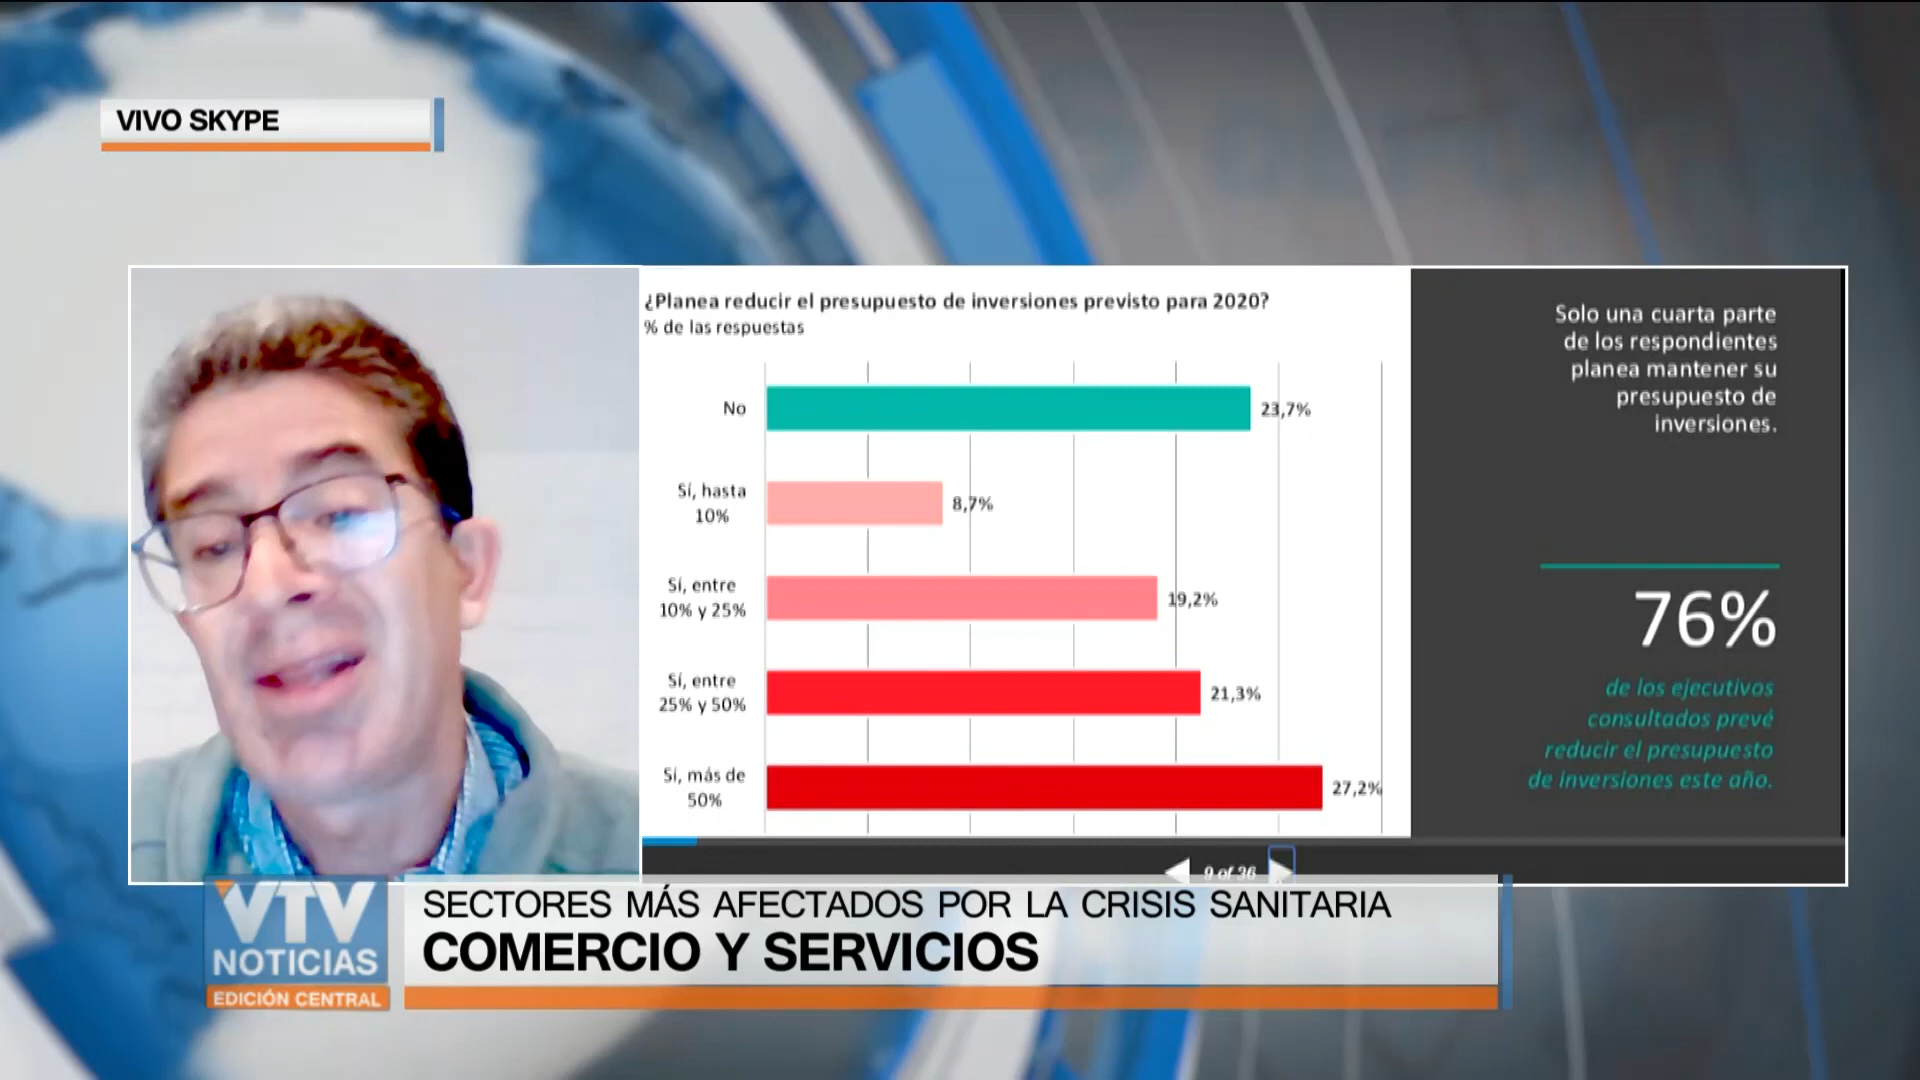 VIVO SKYPE
¿Planea reducir el presupuesto de inversiones previsto para 2020?
% de las respuestas
No
23,7%
Sí, hasta
10%
8,7%
Sí, entre
10% y 25%
19,2%
Sí, entre
25% y 50%
21,3%
Sí, más de
50%
27,2%
Solo una cuarta parte
de los respondientes
planea mantener su
presupuesto de
inversiones.
76%
de los ejecutivos
consultados prevé
reducir el presupuesto
de inversiones este año.
9 of 36
VTV
NOTICIAS
EDICIÓN CENTRAL
SECTORES MÁS AFECTADOS POR LA CRISIS SANITARIA
COMERCIO Y SERVICIOS